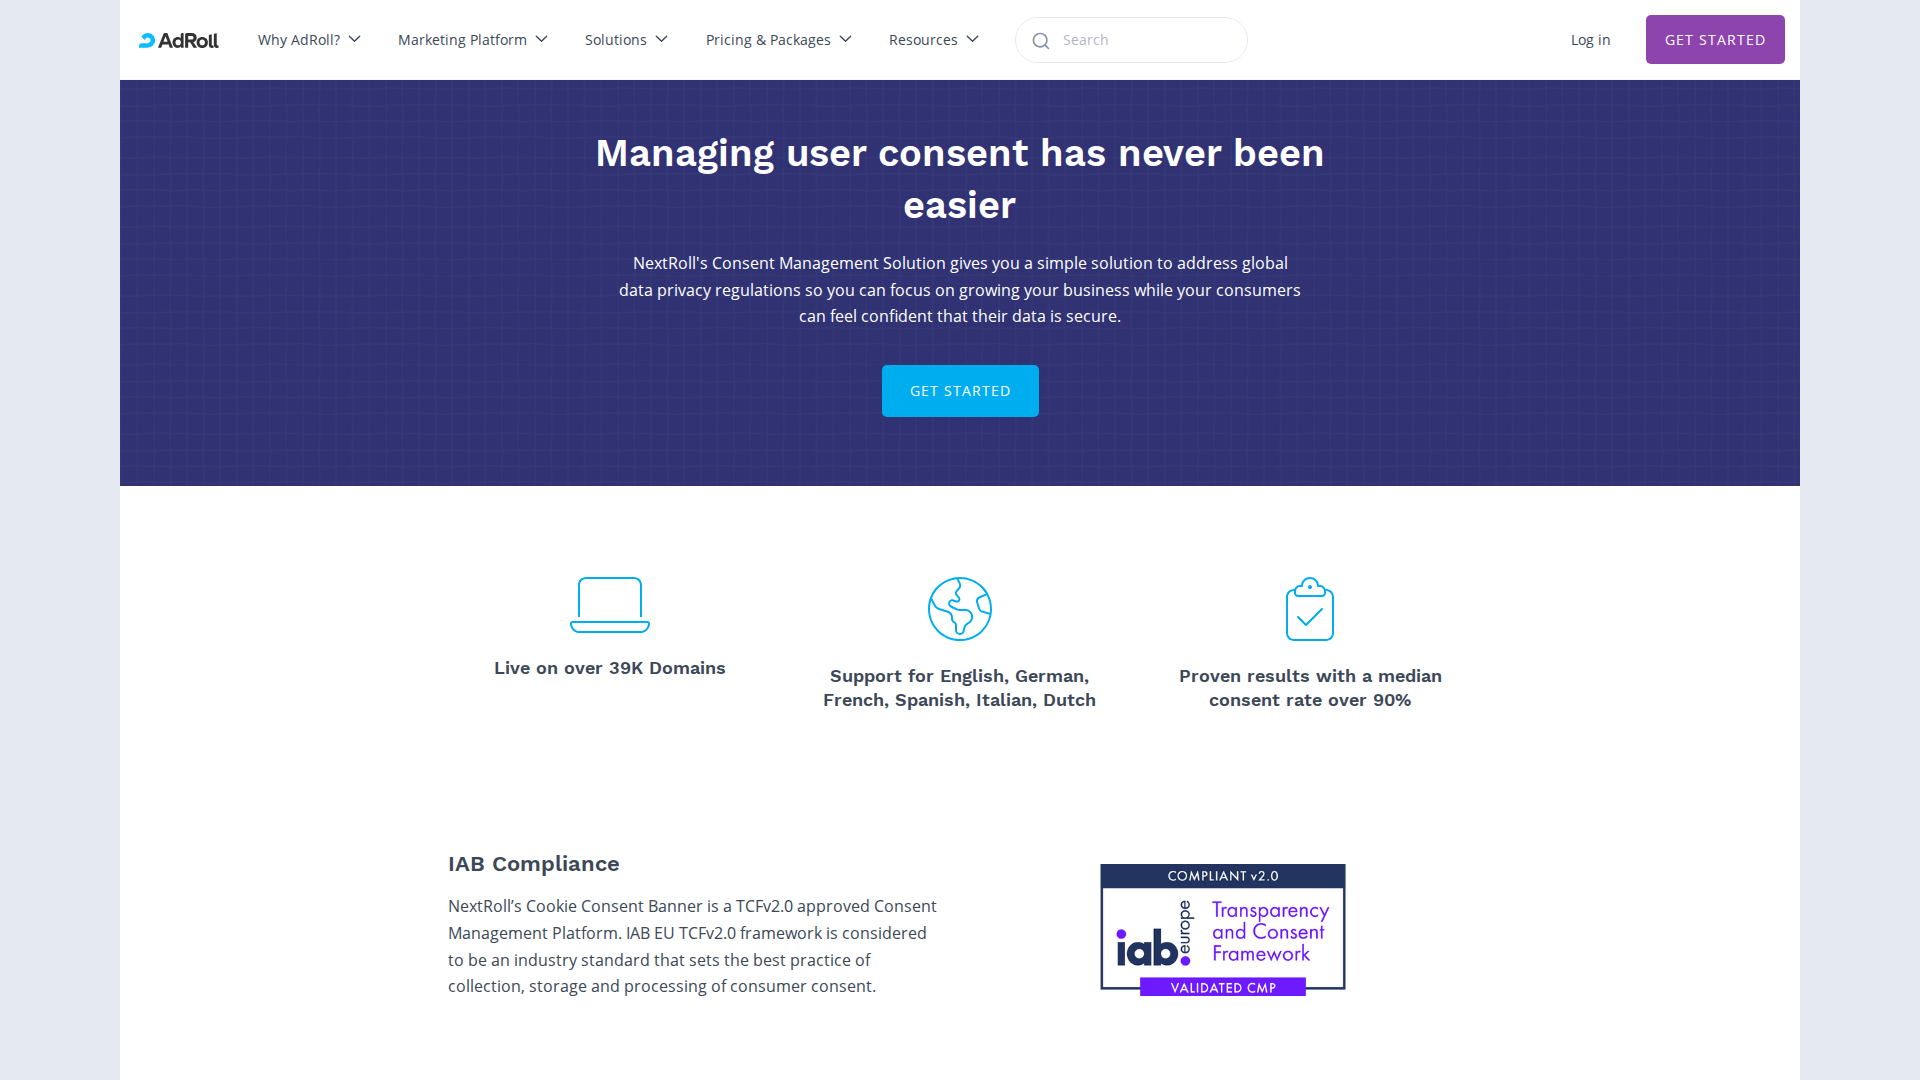 AdRoll
Why AdRoll?
Marketing Platform
Solutions
Pricing & Packages
Resources
Search
Log in
GET STARTED
Managing user consent has never been
easier
NextRoll's Consent Management Solution gives you a simple solution to address global
data privacy regulations so you can focus on growing your business while your consumers
can feel confident that their data is secure.
GET STARTED
Live on over 39K Domains
Support for English, German,
French, Spanish, Italian, Dutch
Proven results with a median
consent rate over 90%
IAB Compliance
NextRoll’s Cookie Consent Banner is a TCFv2.0 approved Consent
Management Platform. IAB EU TCFv2.0 framework is considered
to be an industry standard that sets the best practice of
collection, storage and processing of consumer consent.
COMPLIANT v2.0
iab.
europe
Transparency
and Consent
Framework
VALIDATED CMP